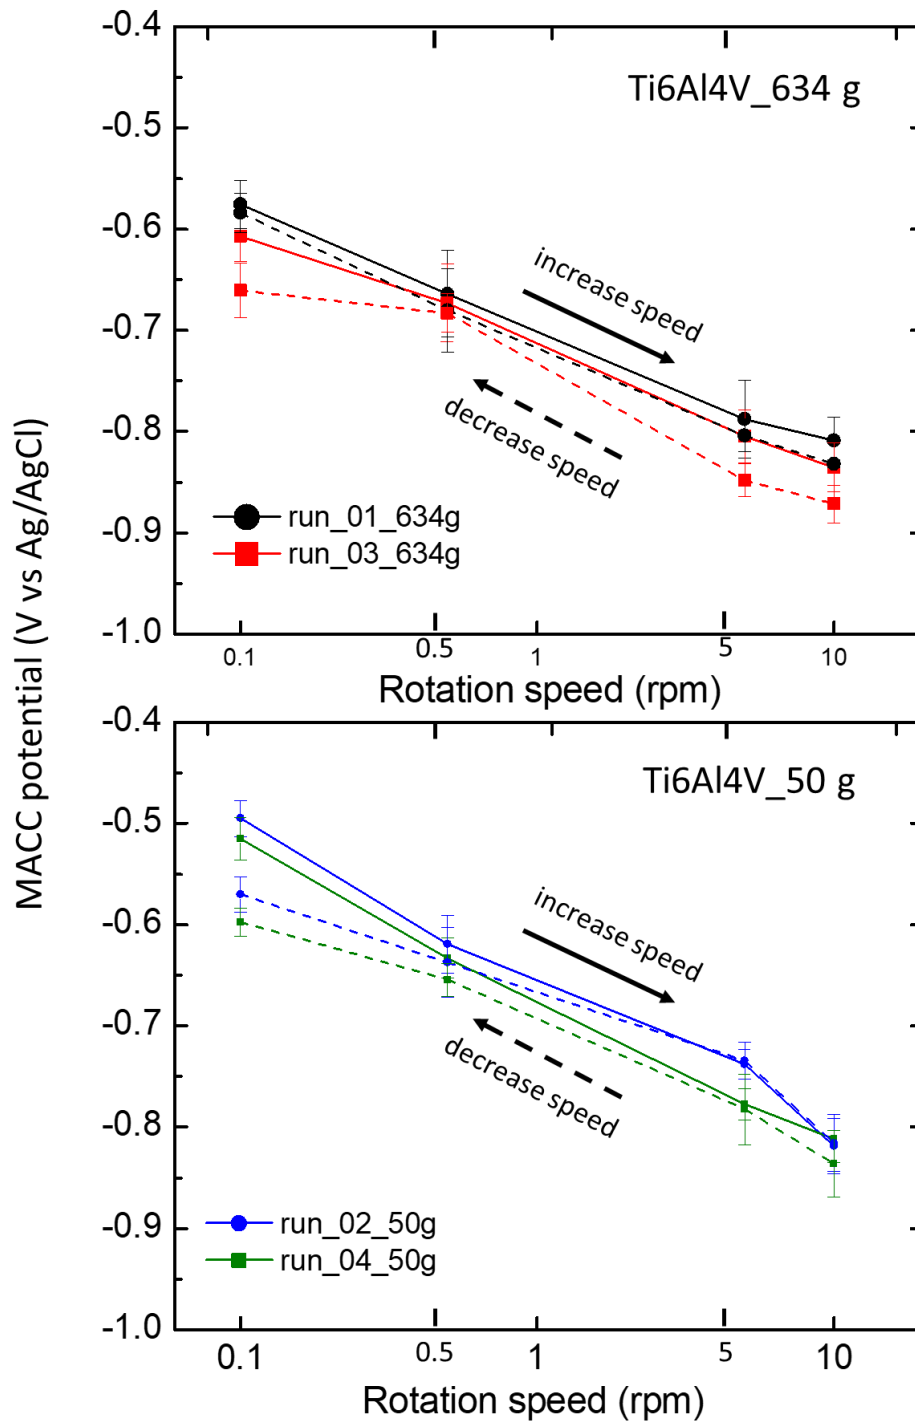 MACC potential (V vs Ag/AgCl)
-0.4
-0.5
-0.6
-0.7
-0.8
-0.9
-1.0
Ti6Al4V_634 g
increase speed
decrease speed
run_01_634g
run_03_634g
0.1 0.5 1 5 10
Rotation speed (rpm)
-0.4
-0.5
-0.6
-0.7
-0.8
-0.9
-1.0
Ti6Al4V_50 g
increase speed
decrease speed
run_02_50g
run_04_50g
0.1 0.5 1 5 10
Rotation speed (rpm)